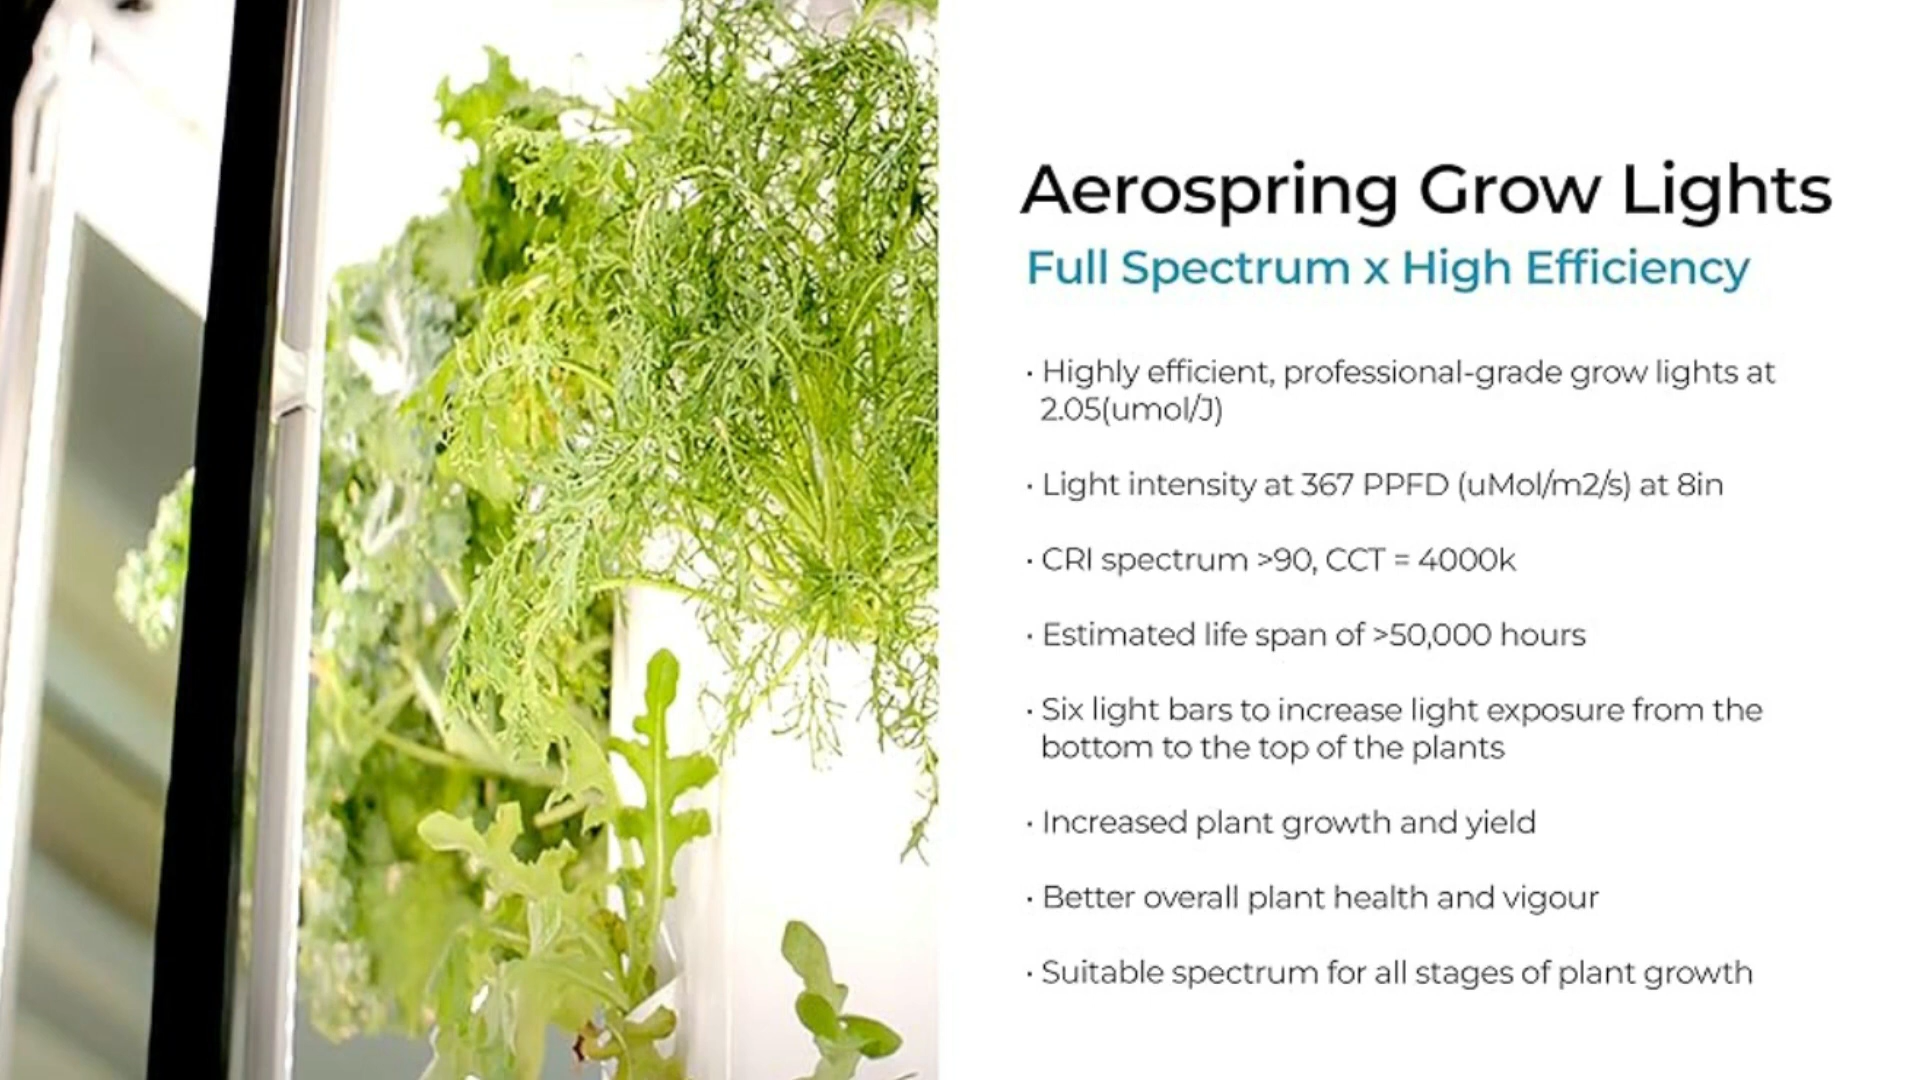 Aerospring Grow Lights
Full Spectrum x High Efficiency
· Highly efficient, professional-grade grow lights at
2.05(umol/J)
· Light intensity at 367 PPFD (uMol/m2/s) at 8in
· CRI spectrum >90, CCT = 4000k
· Estimated life span of >50,000 hours
· Six light bars to increase light exposure from the
bottom to the top of the plants
· Increased plant growth and yield
· Better overall plant health and vigour
· Suitable spectrum for all stages of plant growth